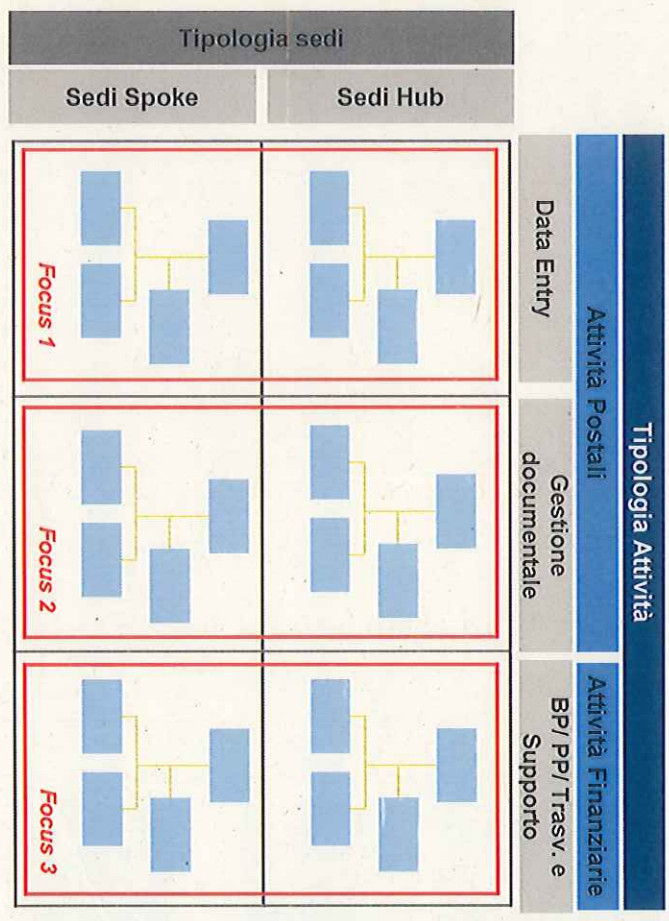 Tipologia Attività
Attività Postali
Attività Finanziarie
Data Entry
Gestione
documentale
BP/ PP/ Trasv. e
Supporto
Tipologia sedi
Sedi Hub
Sedi Spoke
Focus 1
Focus 2
Focus 3